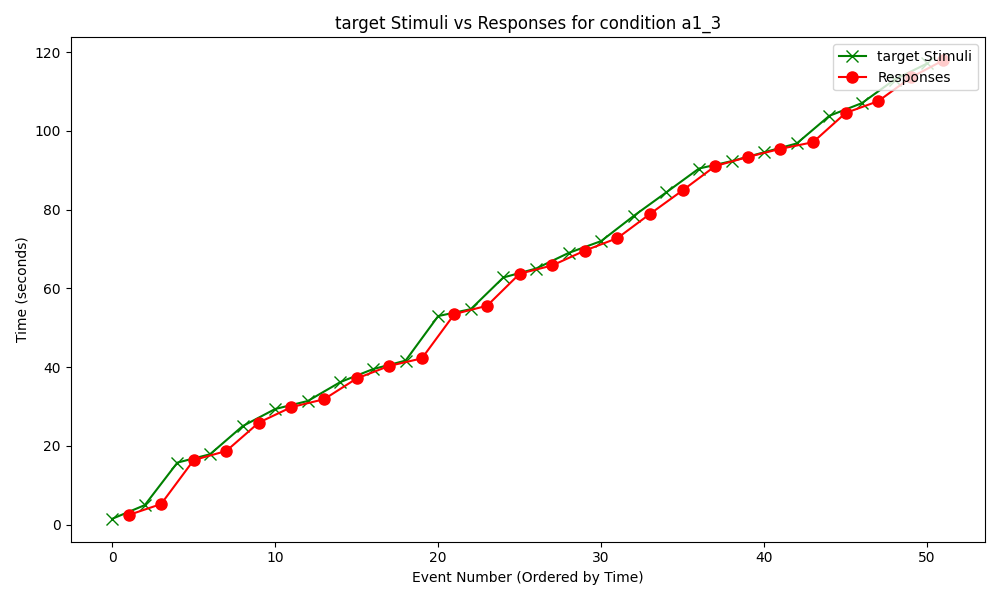 target Stimuli vs Responses for condition a1_3
target Stimuli
Responses
Time (seconds)
120
100
80
60
40
20
0
0 10 20 30 40 50
Event Number (Ordered by Time)